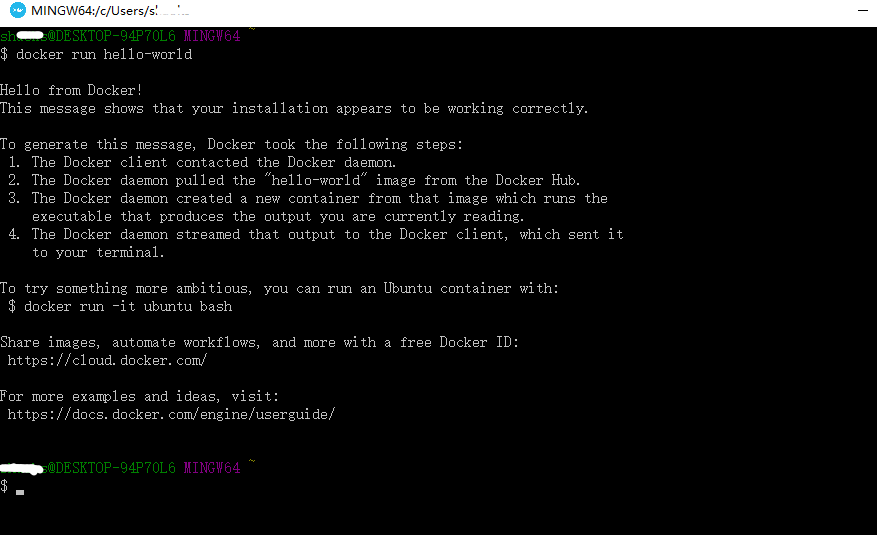 MINGW64:/c/Users/s
@DESKTOP-94P70L6 MINGW64 ~
$ docker run hello-world
Hello from Docker!
This message shows that your installation appears to be working correctly.
To generate this message, Docker took the following steps:
1. The Docker client contacted the Docker daemon.
2. The Docker daemon pulled the "hello-world" image from the Docker Hub.
3. The Docker daemon created a new container from that image which runs the
executable that produces the output you are currently reading.
4. The Docker daemon streamed that output to the Docker client, which sent it
to your terminal.
To try something more ambitious, you can run an Ubuntu container with:
$ docker run -it ubuntu bash
Share images, automate workflows, and more with a free Docker ID:
https://cloud.docker.com/
For more examples and ideas, visit:
https://docs.docker.com/engine/userguide/
@DESKTOP-94P70L6 MINGW64 ~
$